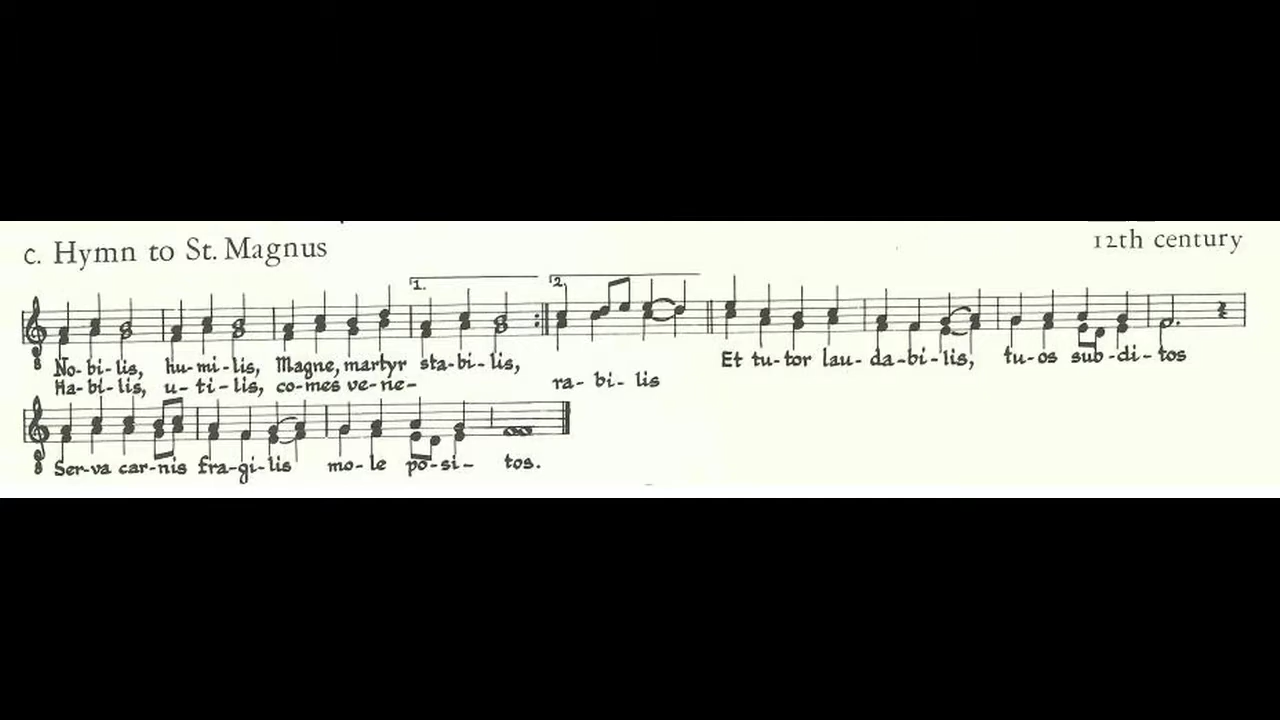 c. Hymn to St. Magnus
12th century
1.
2.
8
No-bi-lis, hu-mi-lis, Magne, martyr sta-bi-lis, Et tu-tor lau-da-bi-lis, tu-os sub-di-tos
Ha-bi-lis, u-ti-lis, co-mes ve-ne- ra-bi-lis
8
Ser-va car-nis fra-gi-lis mo-le po-si-tos.